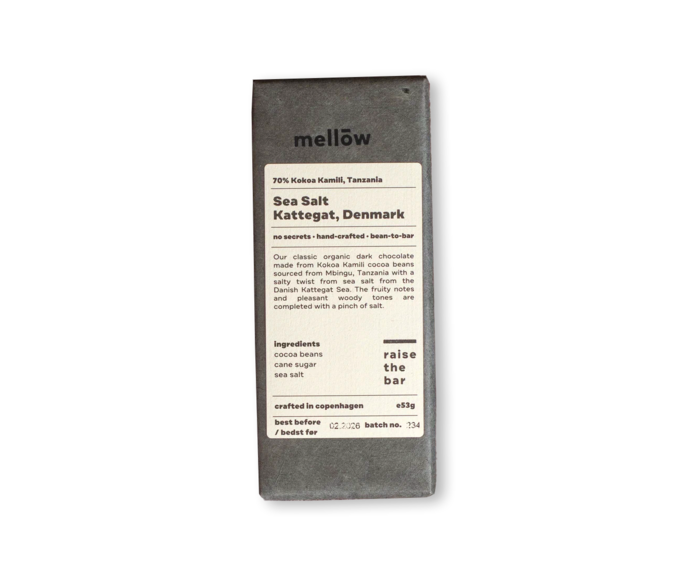 mellōw
70% Kokoa Kamili, Tanzania
Sea Salt
Kattegat, Denmark
no secrets • hand-crafted • bean-to-bar
Our classic organic dark chocolate
made from Kokoa Kamili cocoa beans
sourced from Mbingu, Tanzania with a
salty twist from sea salt from the
Danish Kattegat Sea. The fruity notes
and pleasant woody tones are
completed with a pinch of salt.
ingredients
cocoa beans
cane sugar
sea salt
raise
the
bar
crafted in copenhagen e53g
best before
/ bedst før
batch no.